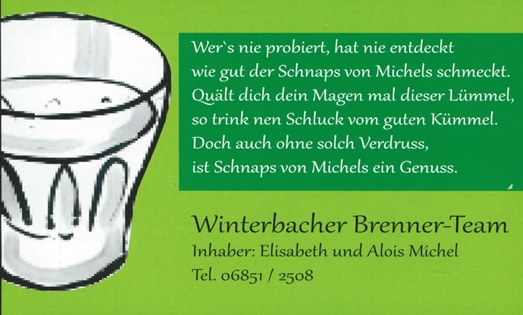 Wer`s nie probiert, hat nie entdeckt
wie gut der Schnaps von Michels schmeckt.
Quält dich dein Magen mal dieser Lümmel,
so trink nen Schluck vom guten Kümmel.
Doch auch ohne solch Verdruss,
ist Schnaps von Michels ein Genuss.
Winterbacher Brenner-Team
Inhaber: Elisabeth und Alois Michel
Tel. 06851 / 2508